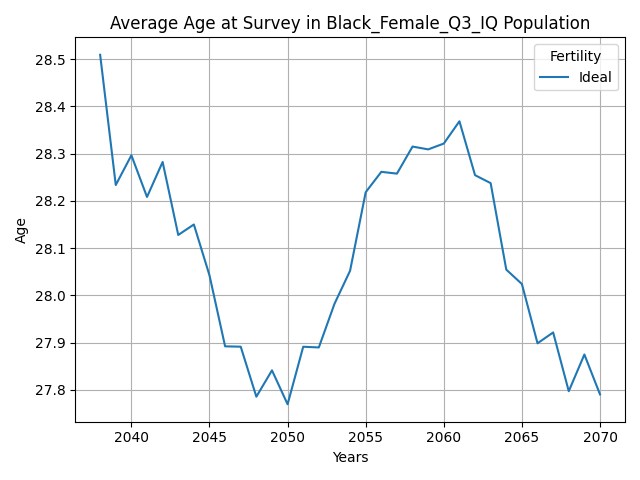 Average Age at Survey in Black_Female_Q3_IQ Population
Fertility
Ideal
28.5
28.4
28.3
28.2
28.1
28.0
27.9
27.8
Age
2040 2045 2050 2055 2060 2065 2070
Years